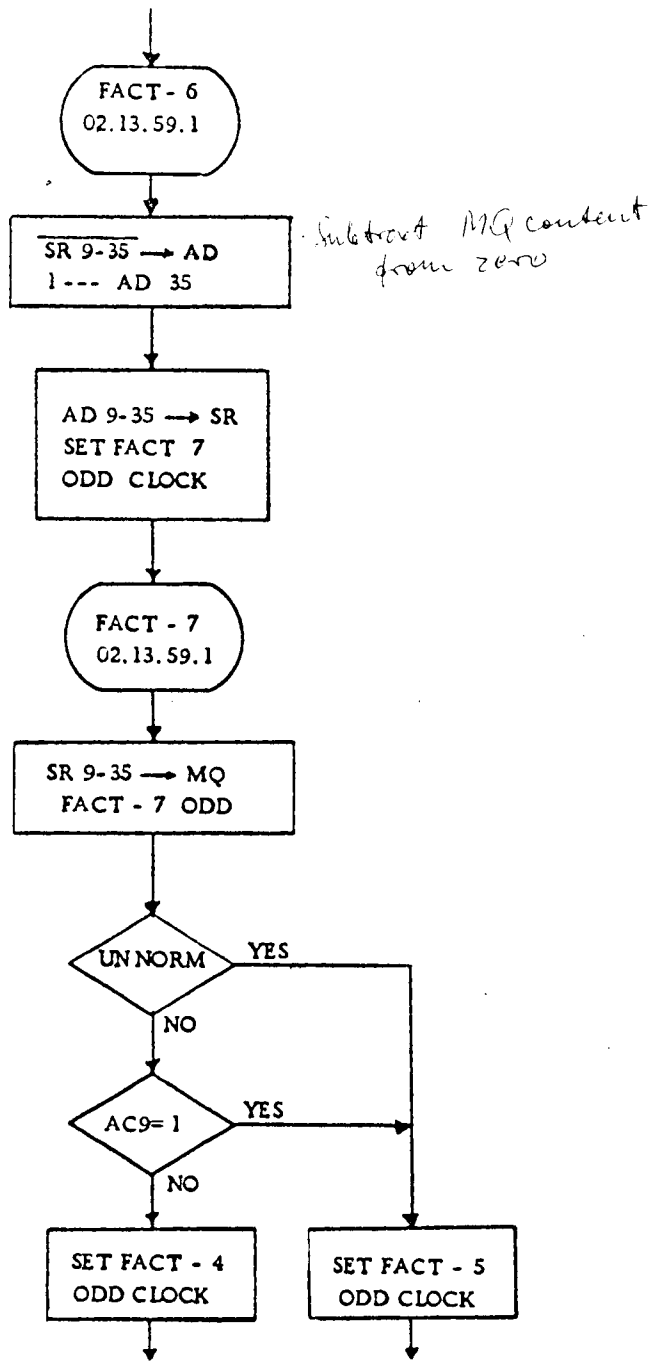 FACT - 6
02.13.59.1
SR 9-35 → AD
1 --- AD 35
Subtract MQ content
from zero
AD 9-35 → SR
SET FACT 7
ODD CLOCK
FACT - 7
02.13.59.1
SR 9-35 → MQ
FACT - 7 ODD
UN NORM
YES
NO
AC9= 1
YES
NO
SET FACT - 4
ODD CLOCK
SET FACT - 5
ODD CLOCK